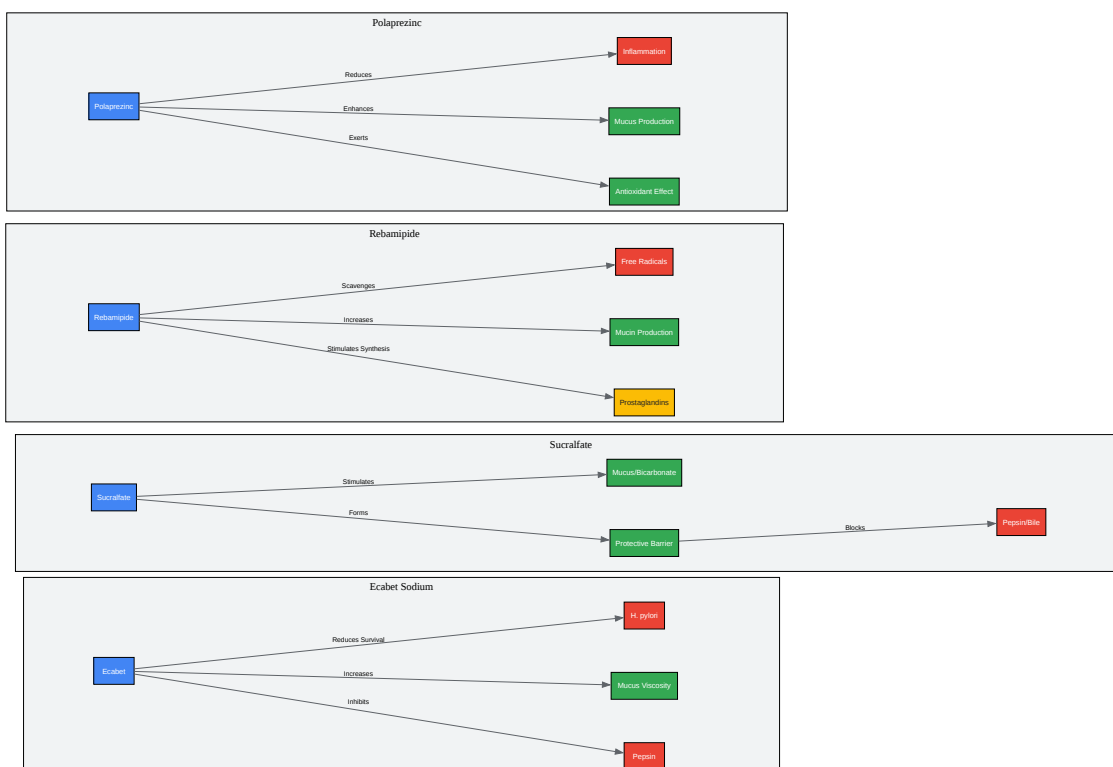 Polaprezinc
Inflammation
Reduces
Polaprezinc
Enhances
Mucus Production
Exerts
Antioxidant Effect
Rebamipide
Free Radicals
Scavenges
Rebamipide
Increases
Mucin Production
Stimulates Synthesis
Prostaglandins
Sucralfate
Mucus/Bicarbonate
Stimulates
Sucralfate
Forms
Protective Barrier
Blocks
Pepsin/Bile
Ecabet Sodium
H. pylori
Reduces Survival
Ecabet
Increases
Mucus Viscosity
Inhibits
Pepsin